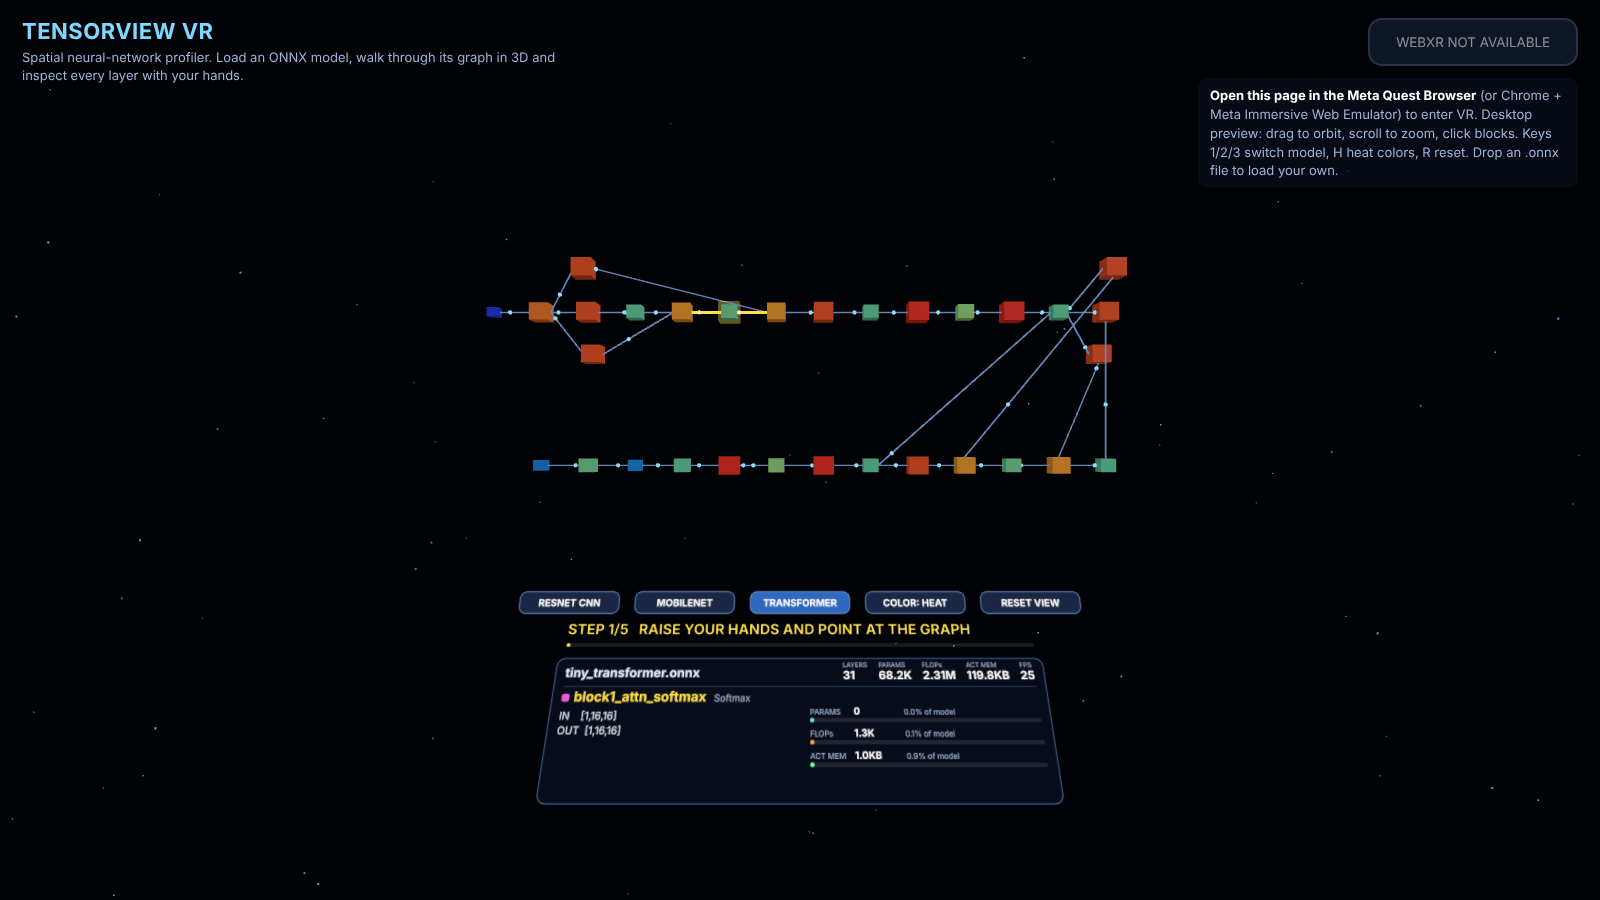 TENSORVIEW VR
Spatial neural-network profiler. Load an ONNX model, walk through its graph in 3D and
inspect every layer with your hands.
WEBXR NOT AVAILABLE
Open this page in the Meta Quest Browser (or Chrome +
Meta Immersive Web Emulator) to enter VR. Desktop
preview: drag to orbit, scroll to zoom, click blocks. Keys
1/2/3 switch model, H heat colors, R reset. Drop an .onnx
file to load your own.
RESNET CNN
MOBILENET
TRANSFORMER
COLOR: HEAT
RESET VIEW
STEP 1/5 RAISE YOUR HANDS AND POINT AT THE GRAPH
tiny_transformer.onnx
LAYERS PARAMS FLOPs ACT MEM FPS
31 68.2K 2.31M 119.8KB 25
block1_attn_softmax Softmax
IN [1,16,16]
OUT [1,16,16]
PARAMS 0 0.0% of model
FLOPs 1.3K 0.1% of model
ACT MEM 1.0KB 0.9% of model